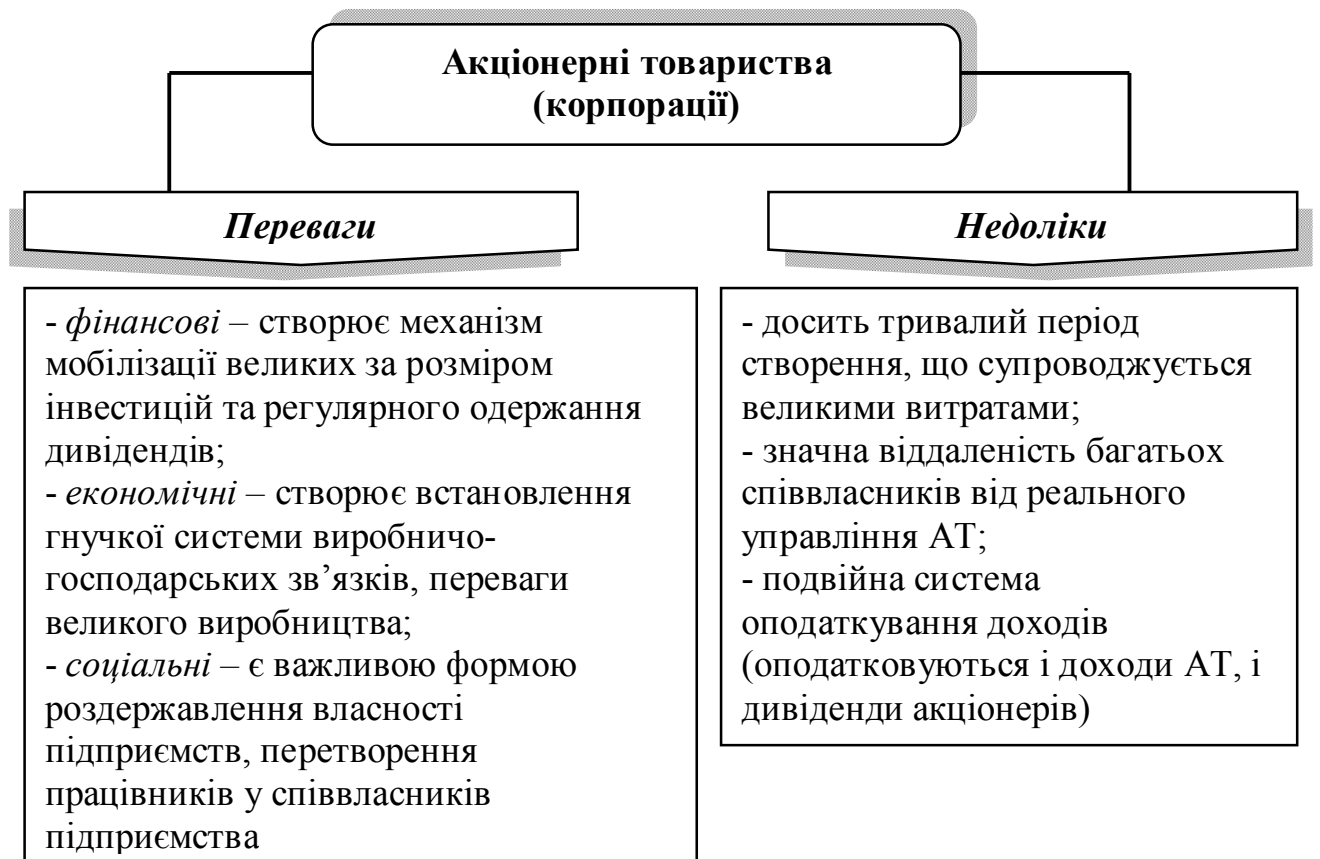 Акціонерні товариства
(корпорації)
Переваги
- фінансові – створює механізм
мобілізації великих за розміром
інвестицій та регулярного одержання
дивідендів;
- економічні – створює встановлення
гнучкої системи виробничо-
господарських зв’язків, переваги
великого виробництва;
- соціальні – є важливою формою
роздержавлення власності
підприємств, перетворення
працівників у співвласників
підприємства
Недоліки
- досить тривалий період
створення, що супроводжується
великими витратами;
- значна віддаленість багатьох
співвласників від реального
управління АТ;
- подвійна система
оподаткування доходів
(оподатковуються і доходи АТ, і
дивіденди акціонерів)